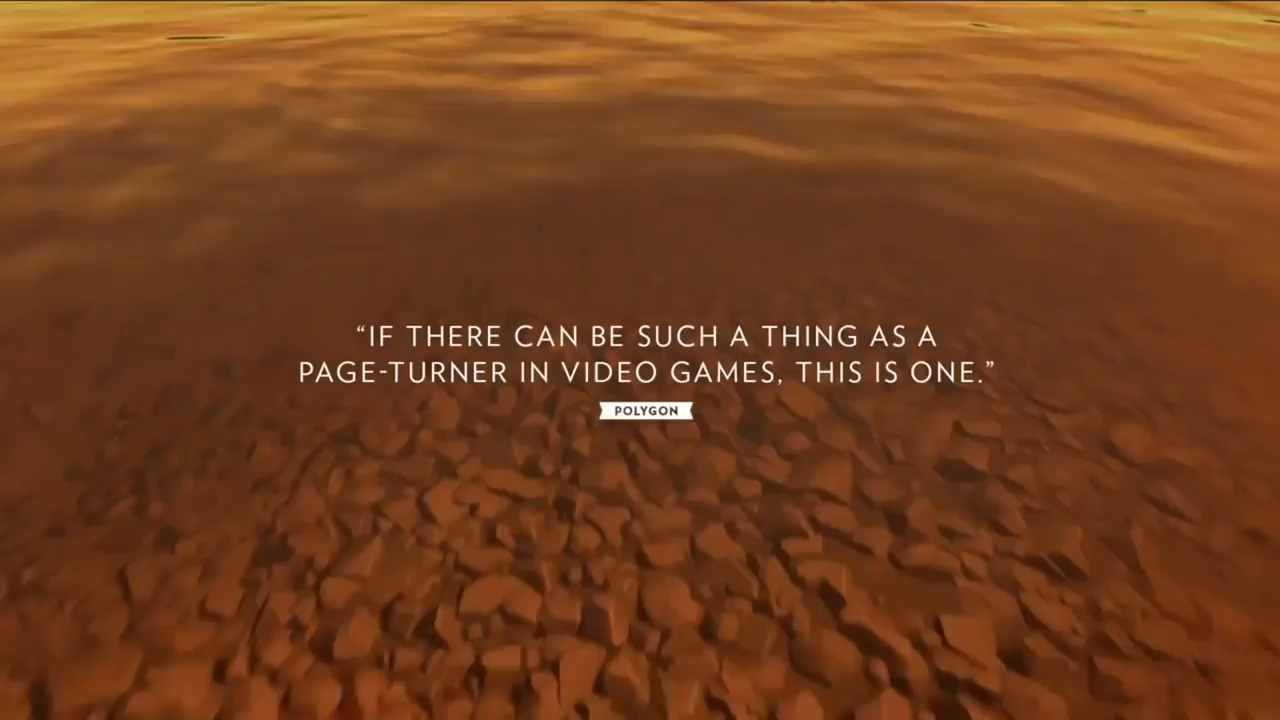 “IF THERE CAN BE SUCH A THING AS A
PAGE-TURNER IN VIDEO GAMES, THIS IS ONE.”
POLYGON